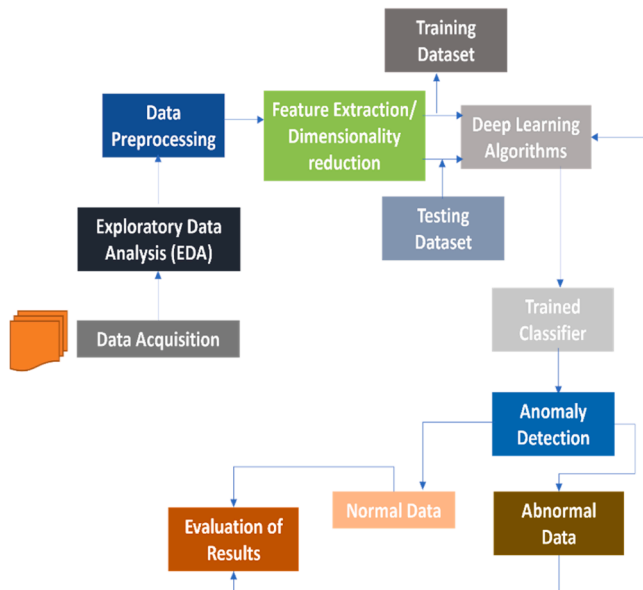 Training
Dataset
Data
Preprocessing
Feature Extraction/
Dimensionality
reduction
Deep Learning
Algorithms
Exploratory Data
Analysis (EDA)
Testing
Dataset
Data Acquisition
Trained
Classifier
Anomaly
Detection
Normal Data
Abnormal
Data
Evaluation of
Results